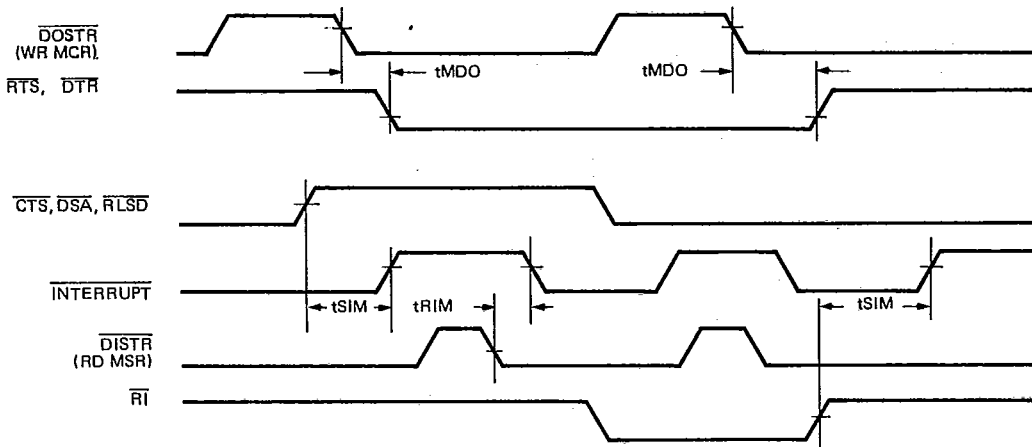 DOSTR
(WR MCR).
tMDO
tMDO
RTS, DTR
CTS, DSA, RLSD
INTERRUPT
tSIM
tRIM
tSIM
DISTR
(RD MSR)
RI